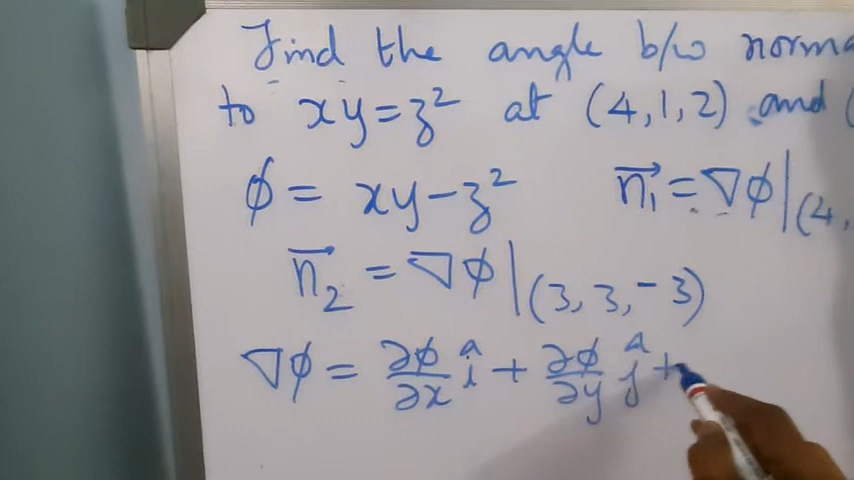 Find the angle b/w norma
to xy = z² at (4,1,2) and (
φ = xy - z² n₁⃗ = ∇φ|(4,
n₂⃗ = ∇φ|(3, 3, -3)
∇φ = ∂φ/∂x î + ∂φ/∂y ĵ +